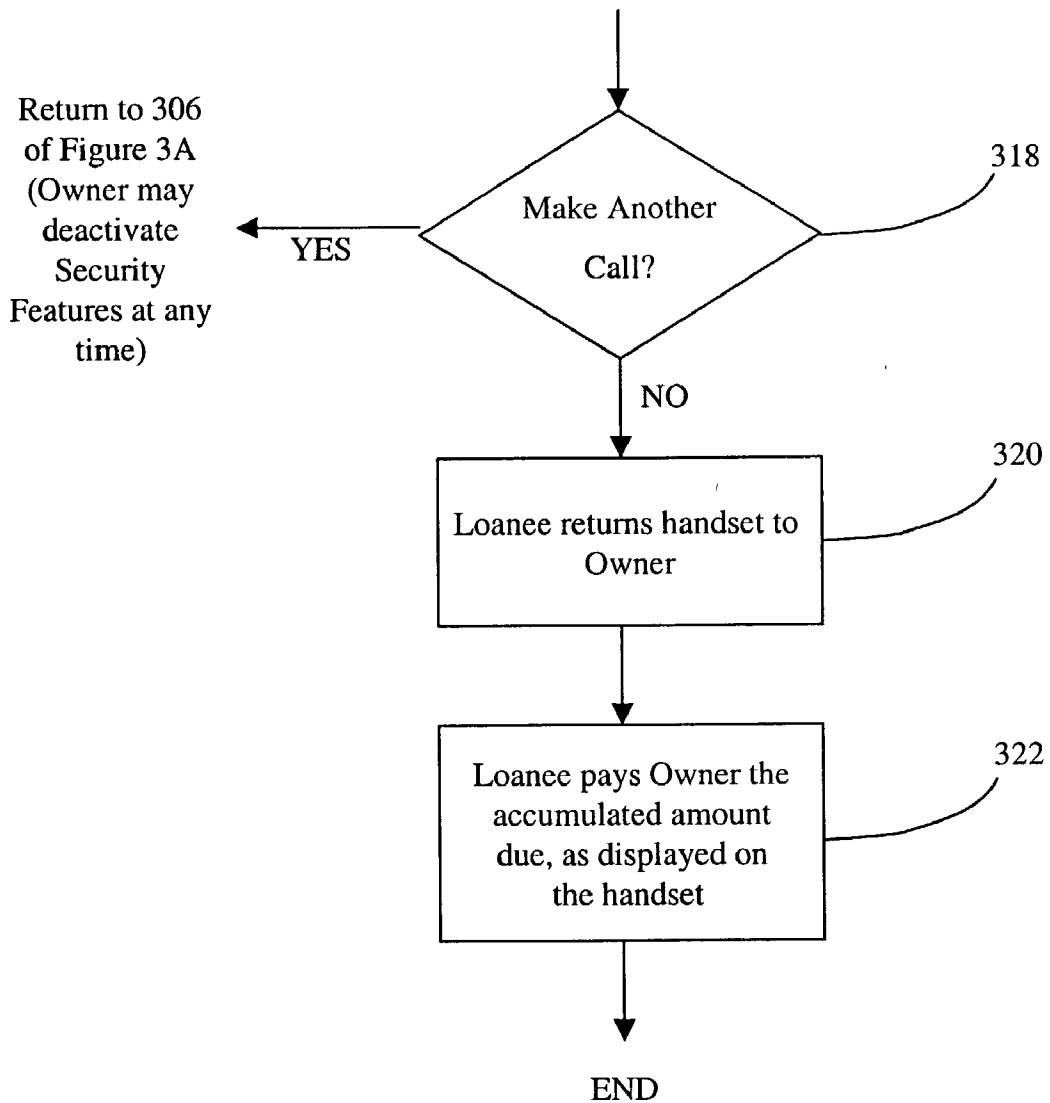 Return to 306
of Figure 3A
(Owner may
deactivate
Security
Features at any
time)
YES
Make Another
Call?
318
NO
Loanee returns handset to
Owner
320
Loanee pays Owner the
accumulated amount
due, as displayed on
the handset
322
END